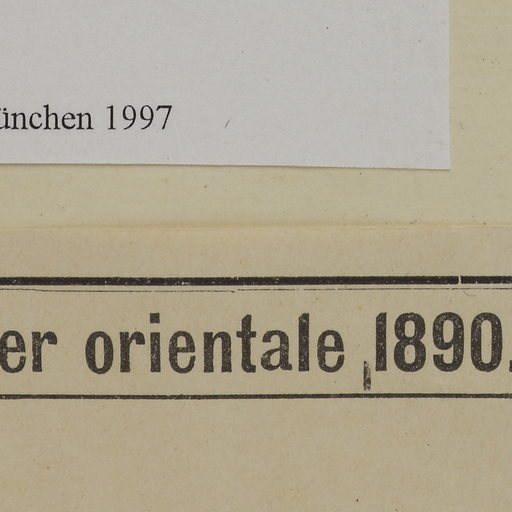 ünchen 1997
er orientale 1890.